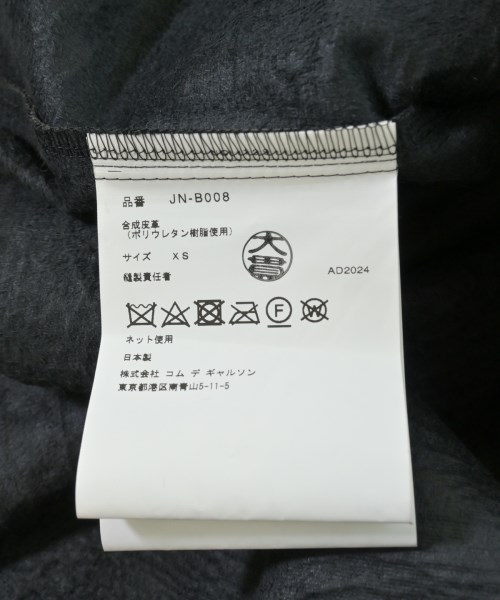 品番 JN-B008
合成皮革
(ポリウレタン樹脂使用)
サイズ XS
大貫
縫製責任者
AD2024
F
W
ネット使用
日本製
株式会社 コム デ ギャルソン
東京都港区南青山5-11-5